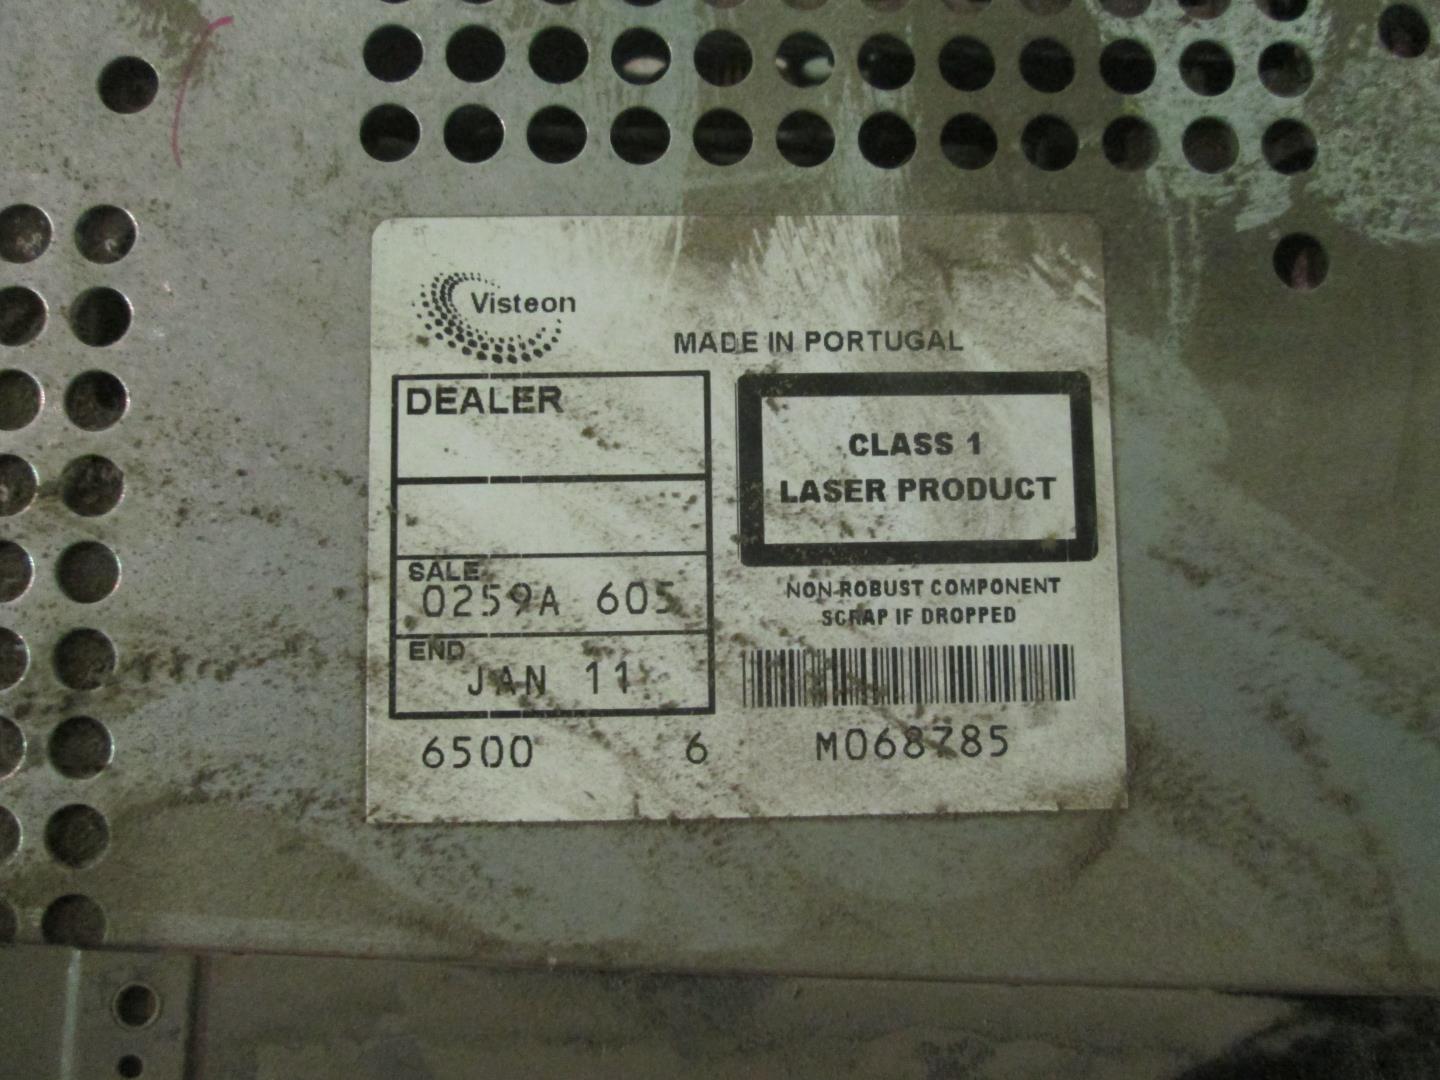 Visteon
MADE IN PORTUGAL
DEALER
CLASS 1
LASER PRODUCT
SALE
0259A 605
NON-ROBUST COMPONENT
SCRAP IF DROPPED
END
JAN 11
6500 6
M068785